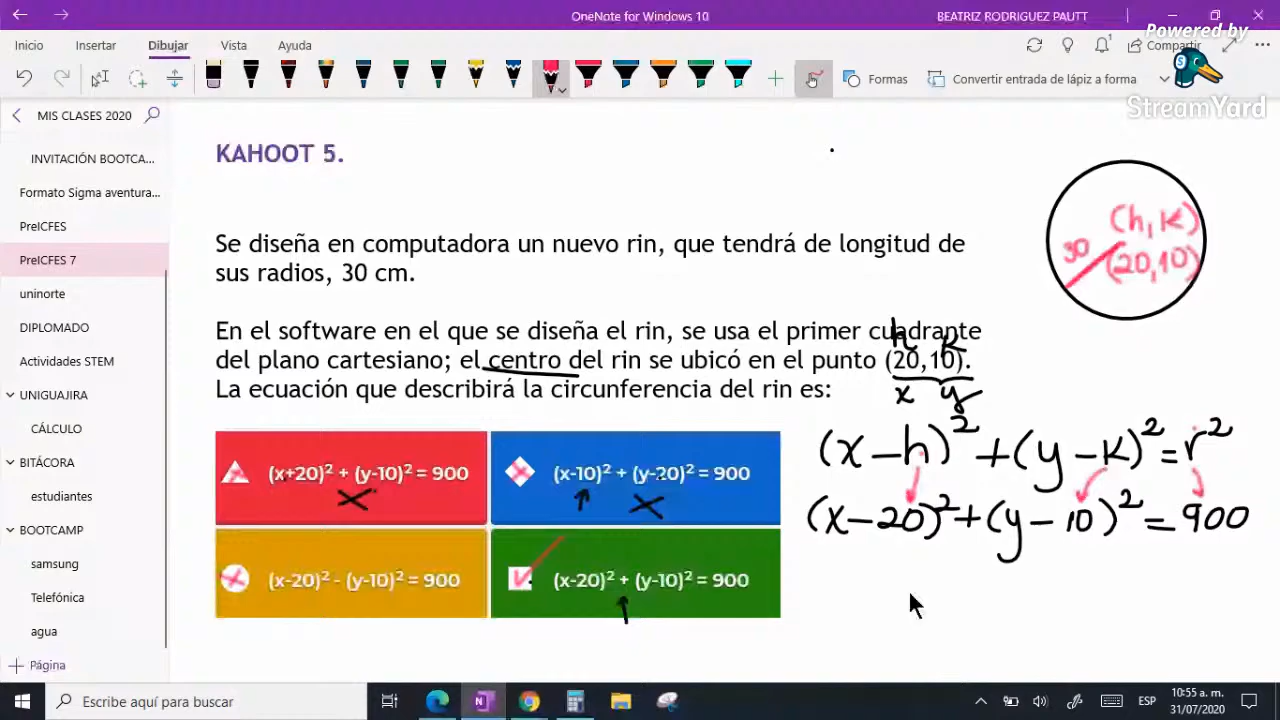 OneNote for Windows 10
BEATRIZ RODRIGUEZ PAUTT
Powered by
StreamYard
Inicio Insertar Dibujar Vista Ayuda
Compartir
Formas
Convertir entrada de lápiz a forma
MIS CLASES 2020
INVITACIÓN BOOTCA...
Formato Sigma aventura...
PreICFES
PreICFES 7
uninorte
DIPLOMADO
Actividades STEM
UNIGUAJIRA
CÁLCULO
BITÁCORA
estudiantes
BOOTCAMP
samsung
Telefónica
agua
Página
KAHOOT 5.
Se diseña en computadora un nuevo rin, que tendrá de longitud de
sus radios, 30 cm.
En el software en el que se diseña el rin, se usa el primer cuadrante
del plano cartesiano; el centro del rin se ubicó en el punto (20,10).
La ecuación que describirá la circunferencia del rin es:
h k
x y
(x+20)² + (y-10)² = 900
(x-10)² + (y-20)² = 900
(x-20)² - (y-10)² = 900
(x-20)² + (y-10)² = 900
(h,k)
30
(20,10)
(x-h)²+(y-k)²=r²
(x-20)²+(y-10)²=900
Escribe aquí para buscar
ESP
10:55 a. m.
31/07/2020